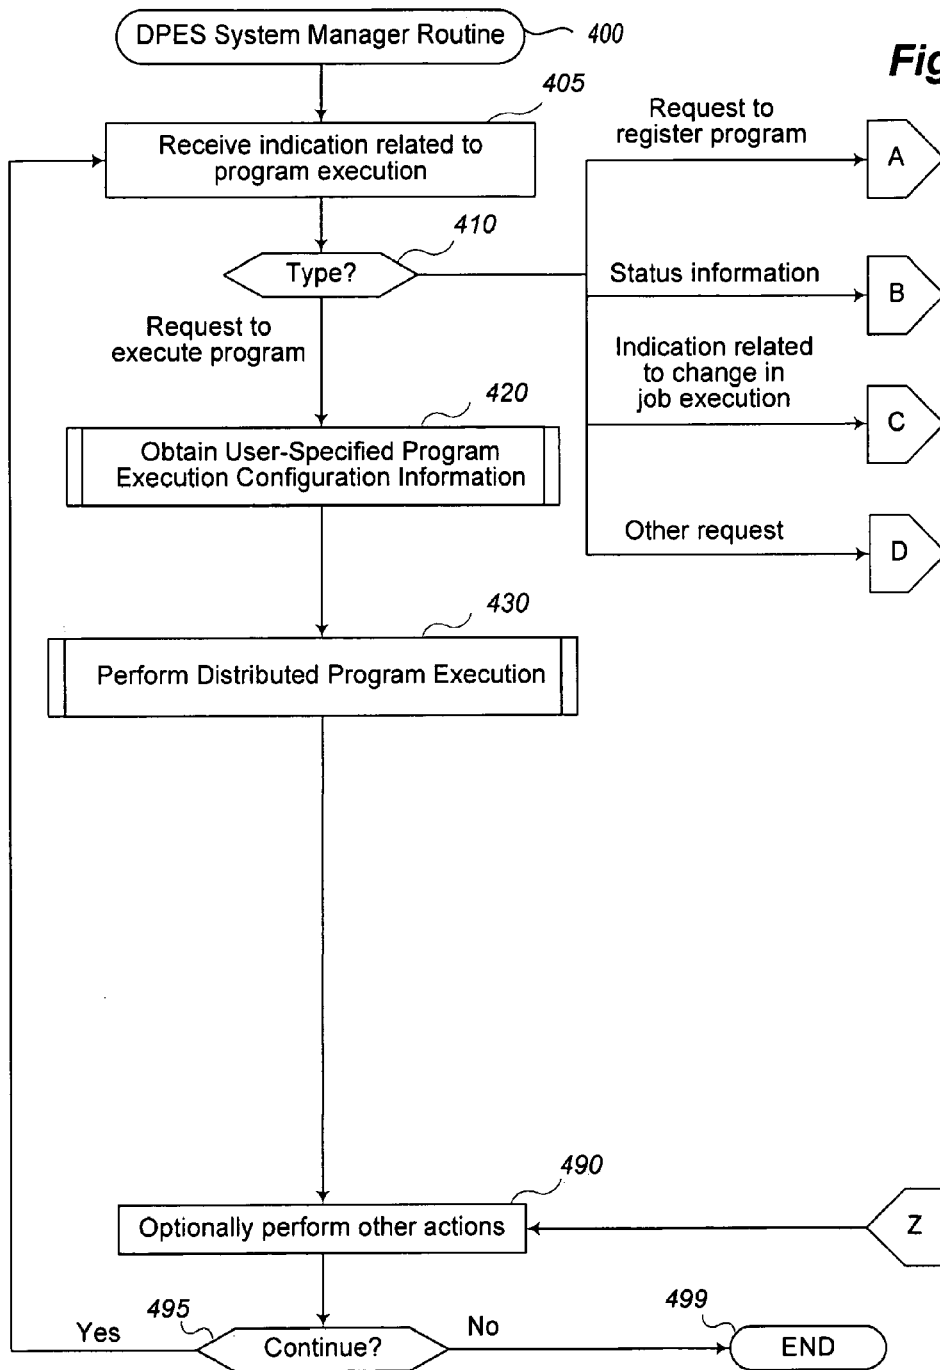 DPES System Manager Routine
400
Fig
405
Receive indication related to
program execution
Request to
register program
A
410
Type?
Status information
B
Request to
execute program
Indication related
to change in
job execution
C
420
Obtain User-Specified Program
Execution Configuration Information
Other request
D
430
Perform Distributed Program Execution
490
Optionally perform other actions
Z
495
Continue?
Yes
No
499
END